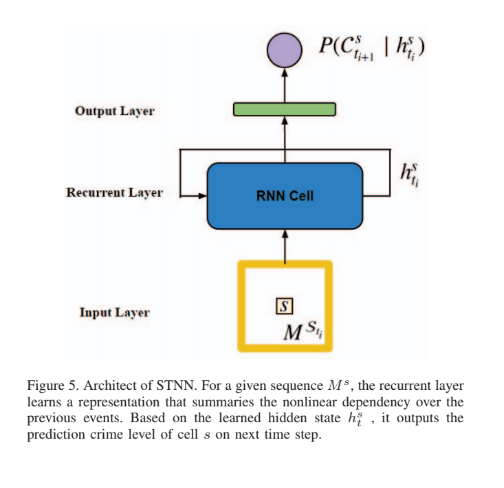 P(C^s_{t_{i+1}} | h^s_{t_i})
Output Layer
h^s_{t_i}
Recurrent Layer
RNN Cell
S
Input Layer
M^{S_{t_i}}
Figure 5. Architect of STNN. For a given sequence M^s, the recurrent layer
learns a representation that summaries the nonlinear dependency over the
previous events. Based on the learned hidden state h^s_t , it outputs the
prediction crime level of cell s on next time step.